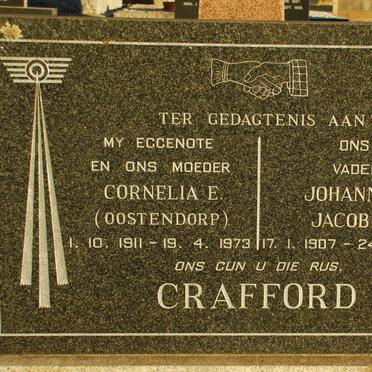 TER GEDAGTENIS AAN
MY EGGENOTE
EN ONS MOEDER
CORNELIA E.
(OOSTENDORP)
1. 10. 1911 – 19. 4. 1973
ONS
VADE
JOHANN
JACOB
17. 1. 1907 – 24
ONS GUN U DIE RUS.
CRAFFORD